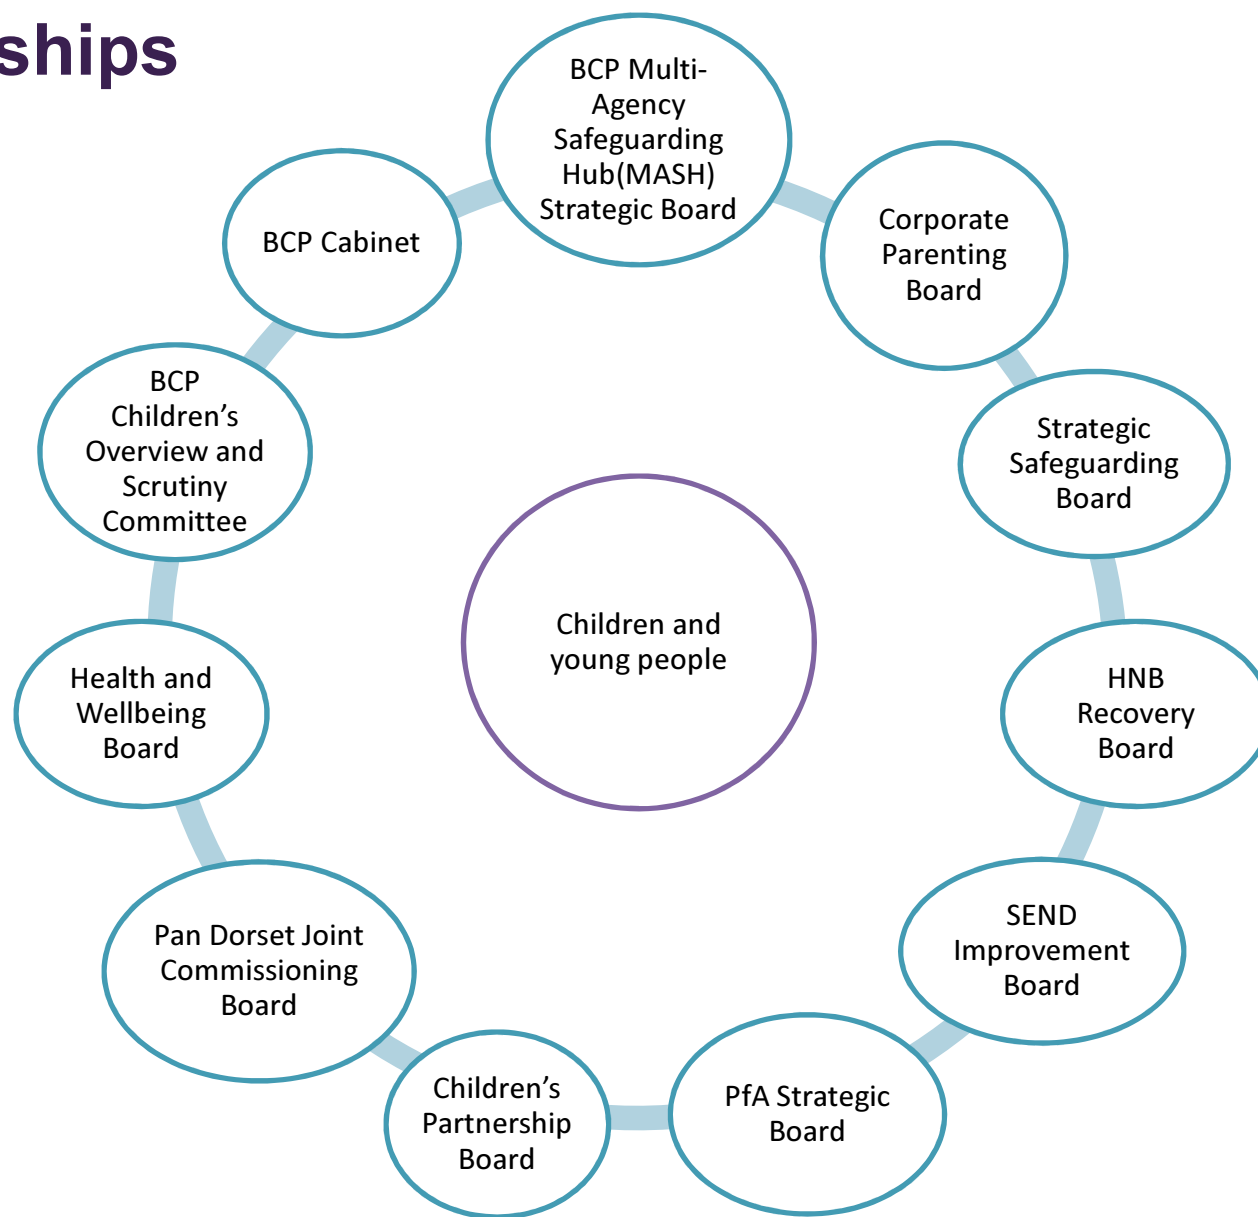 ships
BCP Multi-
Agency
Safeguarding
Hub(MASH)
Strategic Board
Corporate
Parenting
Board
Strategic
Safeguarding
Board
HNB
Recovery
Board
SEND
Improvement
Board
PfA Strategic
Board
Children’s
Partnership
Board
Pan Dorset Joint
Commissioning
Board
Health and
Wellbeing
Board
BCP
Children’s
Overview and
Scrutiny
Committee
BCP Cabinet
Children and
young people